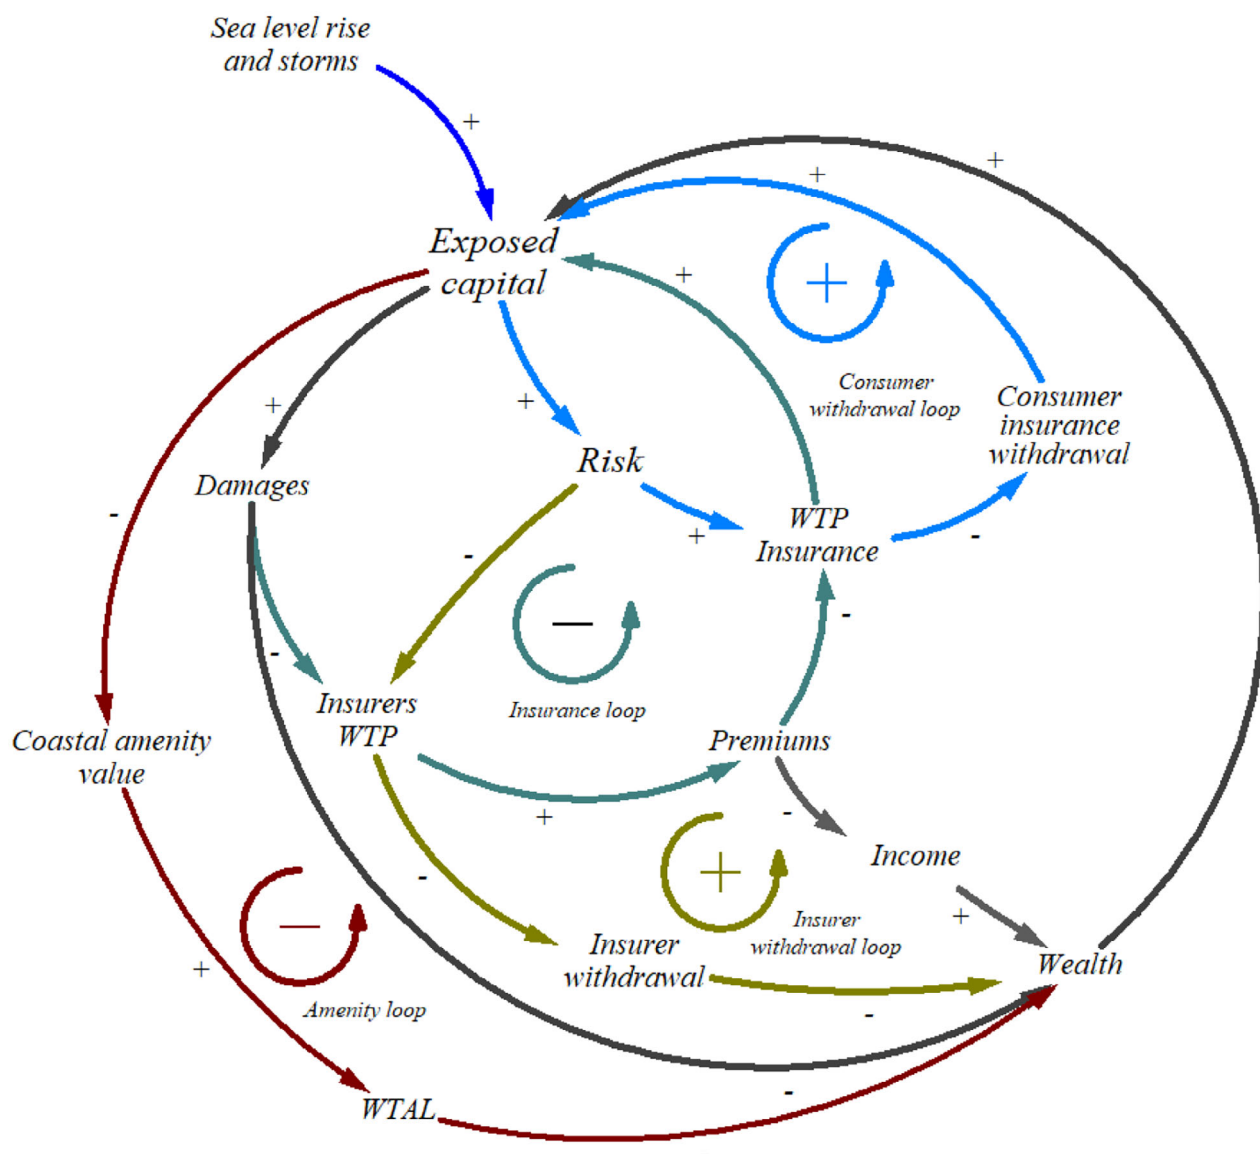 Sea level rise
and storms
+
+
+
Exposed
capital
+
+
+
Consumer
withdrawal loop
Consumer
insurance
withdrawal
+
Risk
Damages
-
-
+
WTP
Insurance
-
-
-
Insurers
WTP
Insurance loop
Premiums
Coastal amenity
value
+
-
Income
-
+
+
Insurer
withdrawal loop
Insurer
withdrawal
Wealth
+
-
Amenity loop
-
-
WTAL
+
—